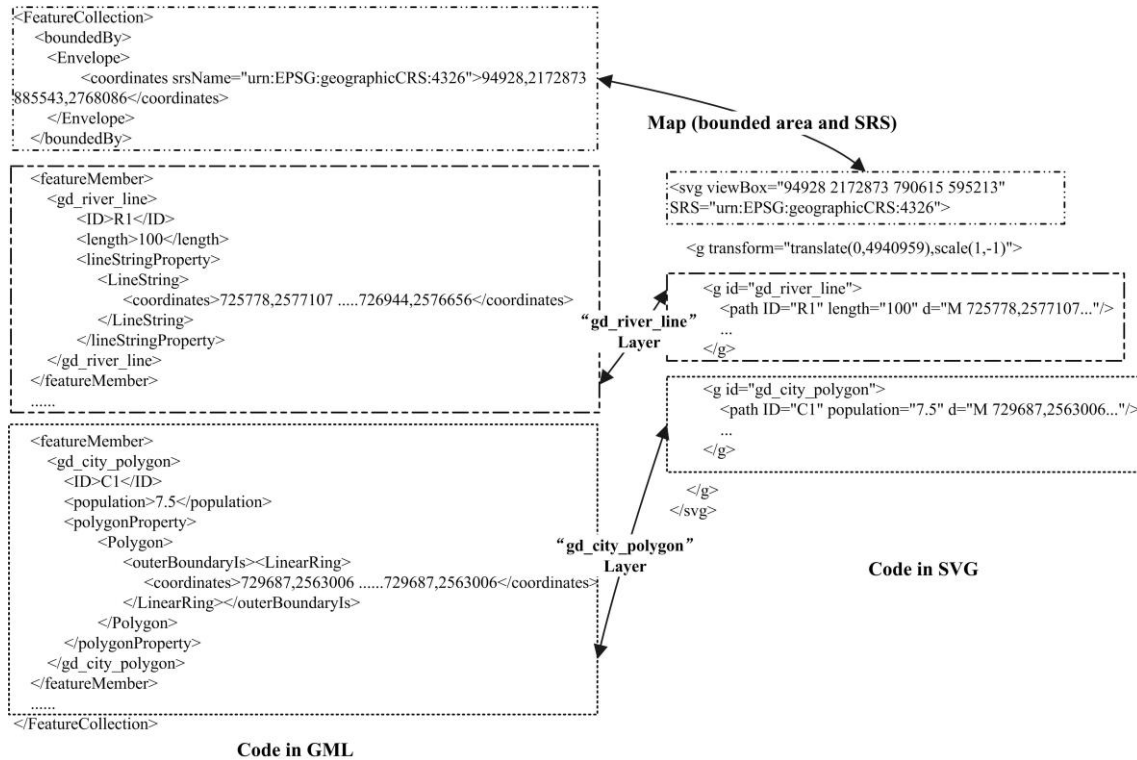 <FeatureCollection>
<boundedBy>
<Envelope>
<coordinates srsName="urn:EPSG:geographicCRS:4326">94928,2172873
885543,2768086</coordinates>
</Envelope>
</boundedBy>
<featureMember>
<gd_river_line>
<ID>R1</ID>
<length>100</length>
<lineStringProperty>
<LineString>
<coordinates>725778,2577107 .....726944,2576656</coordinates>
</LineString>
</lineStringProperty>
</gd_river_line>
</featureMember>
......
<featureMember>
<gd_city_polygon>
<ID>C1</ID>
<population>7.5</population>
<polygonProperty>
<Polygon>
<outerBoundaryIs><LinearRing>
<coordinates>729687,2563006 ......729687,2563006</coordinates>
</LinearRing></outerBoundaryIs>
</Polygon>
</polygonProperty>
</gd_city_polygon>
</featureMember>
......
</FeatureCollection>
Code in GML
Map (bounded area and SRS)
“gd_river_line”
Layer
“gd_city_polygon”
Layer
<svg viewBox="94928 2172873 790615 595213"
SRS="urn:EPSG:geographicCRS:4326">
<g transform="translate(0,4940959),scale(1,-1)">
<g id="gd_river_line">
<path ID="R1" length="100" d="M 725778,2577107..."/>
...
</g>
<g id="gd_city_polygon">
<path ID="C1" population="7.5" d="M 729687,2563006..."/>
...
</g>
</g>
</svg>
Code in SVG